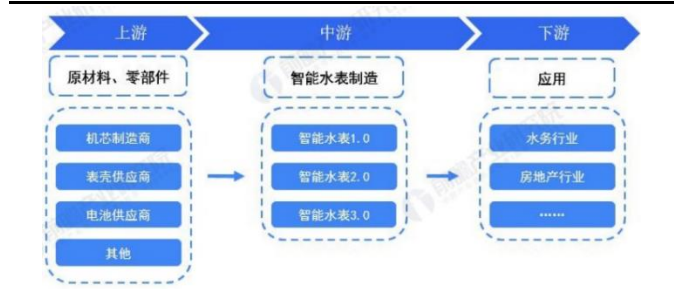 上游
中游
下游
原材料、零部件
智能水表制造
应用
机芯制造商
智能水表1.0
水务行业
表壳供应商
智能水表2.0
房地产行业
电池供应商
智能水表3.0
……
其他